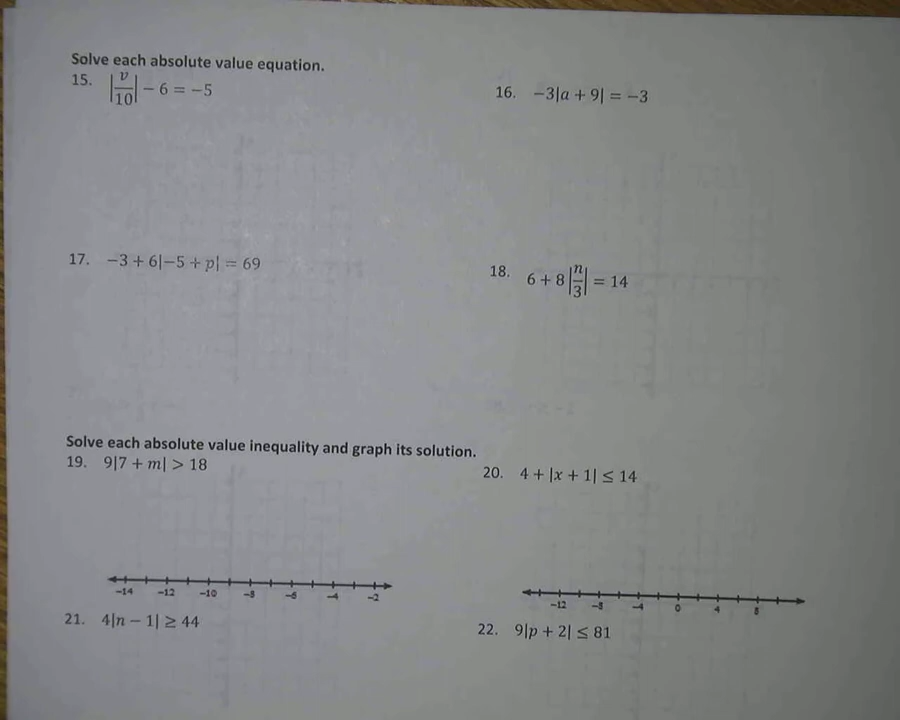 Solve each absolute value equation.
15. |v/10| − 6 = −5
16. −3|a + 9| = −3
17. −3 + 6|−5 + p| = 69
18. 6 + 8|n/3| = 14
Solve each absolute value inequality and graph its solution.
19. 9|7 + m| > 18
20. 4 + |x + 1| ≤ 14
−14 −12 −10 −8 −6 −4 −2
−12 −8 −4 0 4 8
21. 4|n − 1| ≥ 44
22. 9|p + 2| ≤ 81